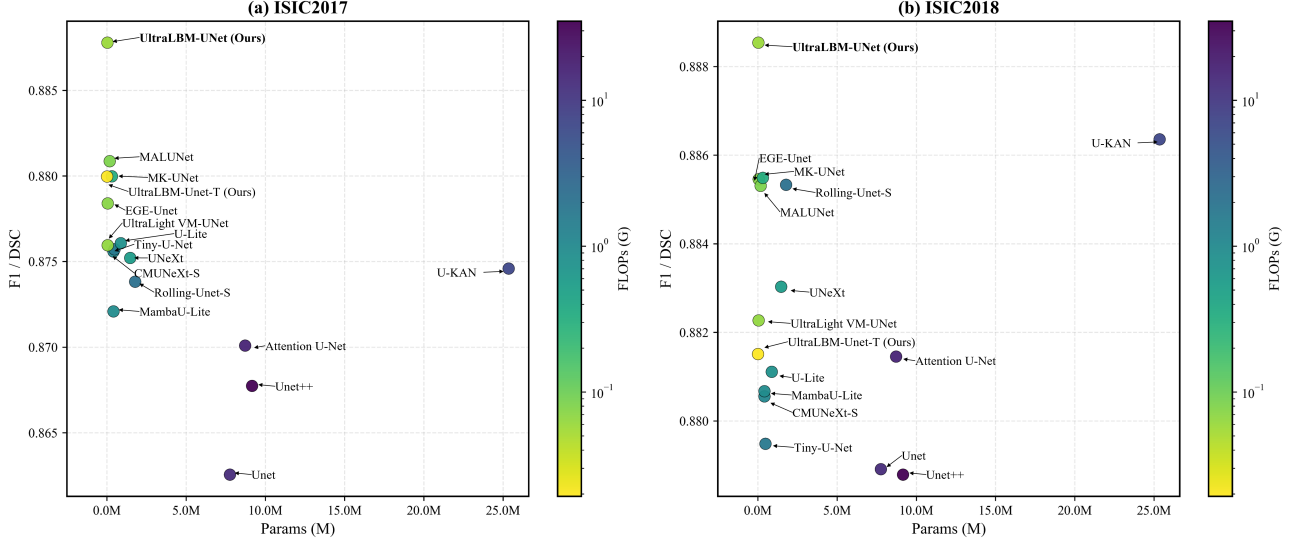 (a) ISIC2017
UltraLBM-UNet (Ours)
0.885
MALUNet
0.880
MK-UNet
UltraLBM-Unet-T (Ours)
EGE-Unet
UltraLight VM-UNet
U-Lite
Tiny-U-Net
0.875
UNeXt
CMUNeXt-S
U-KAN
Rolling-Unet-S
MambaU-Lite
0.870
Attention U-Net
Unet++
0.865
Unet
F1 / DSC
0.0M 5.0M 10.0M 15.0M 20.0M 25.0M
Params (M)
10^1
10^0
10^−1
FLOPs (G)
(b) ISIC2018
UltraLBM-UNet (Ours)
0.888
U-KAN
0.886
EGE-Unet
MK-UNet
Rolling-Unet-S
MALUNet
0.884
UNeXt
UltraLight VM-UNet
0.882
UltraLBM-Unet-T (Ours)
Attention U-Net
U-Lite
MambaU-Lite
CMUNeXt-S
0.880
Tiny-U-Net
Unet
Unet++
F1 / DSC
0.0M 5.0M 10.0M 15.0M 20.0M 25.0M
Params (M)
10^1
10^0
10^−1
FLOPs (G)